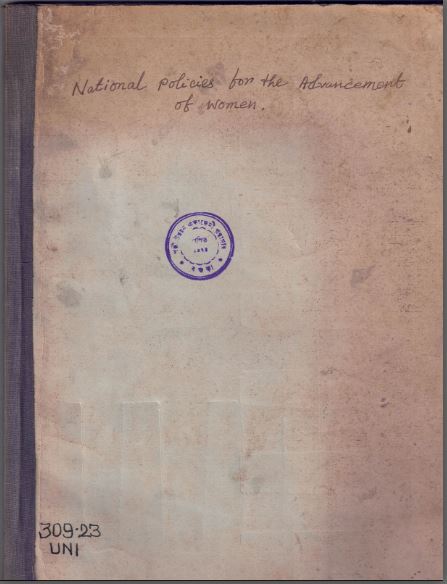 National Policies for the Advancement
of Women.
309.23
UNI